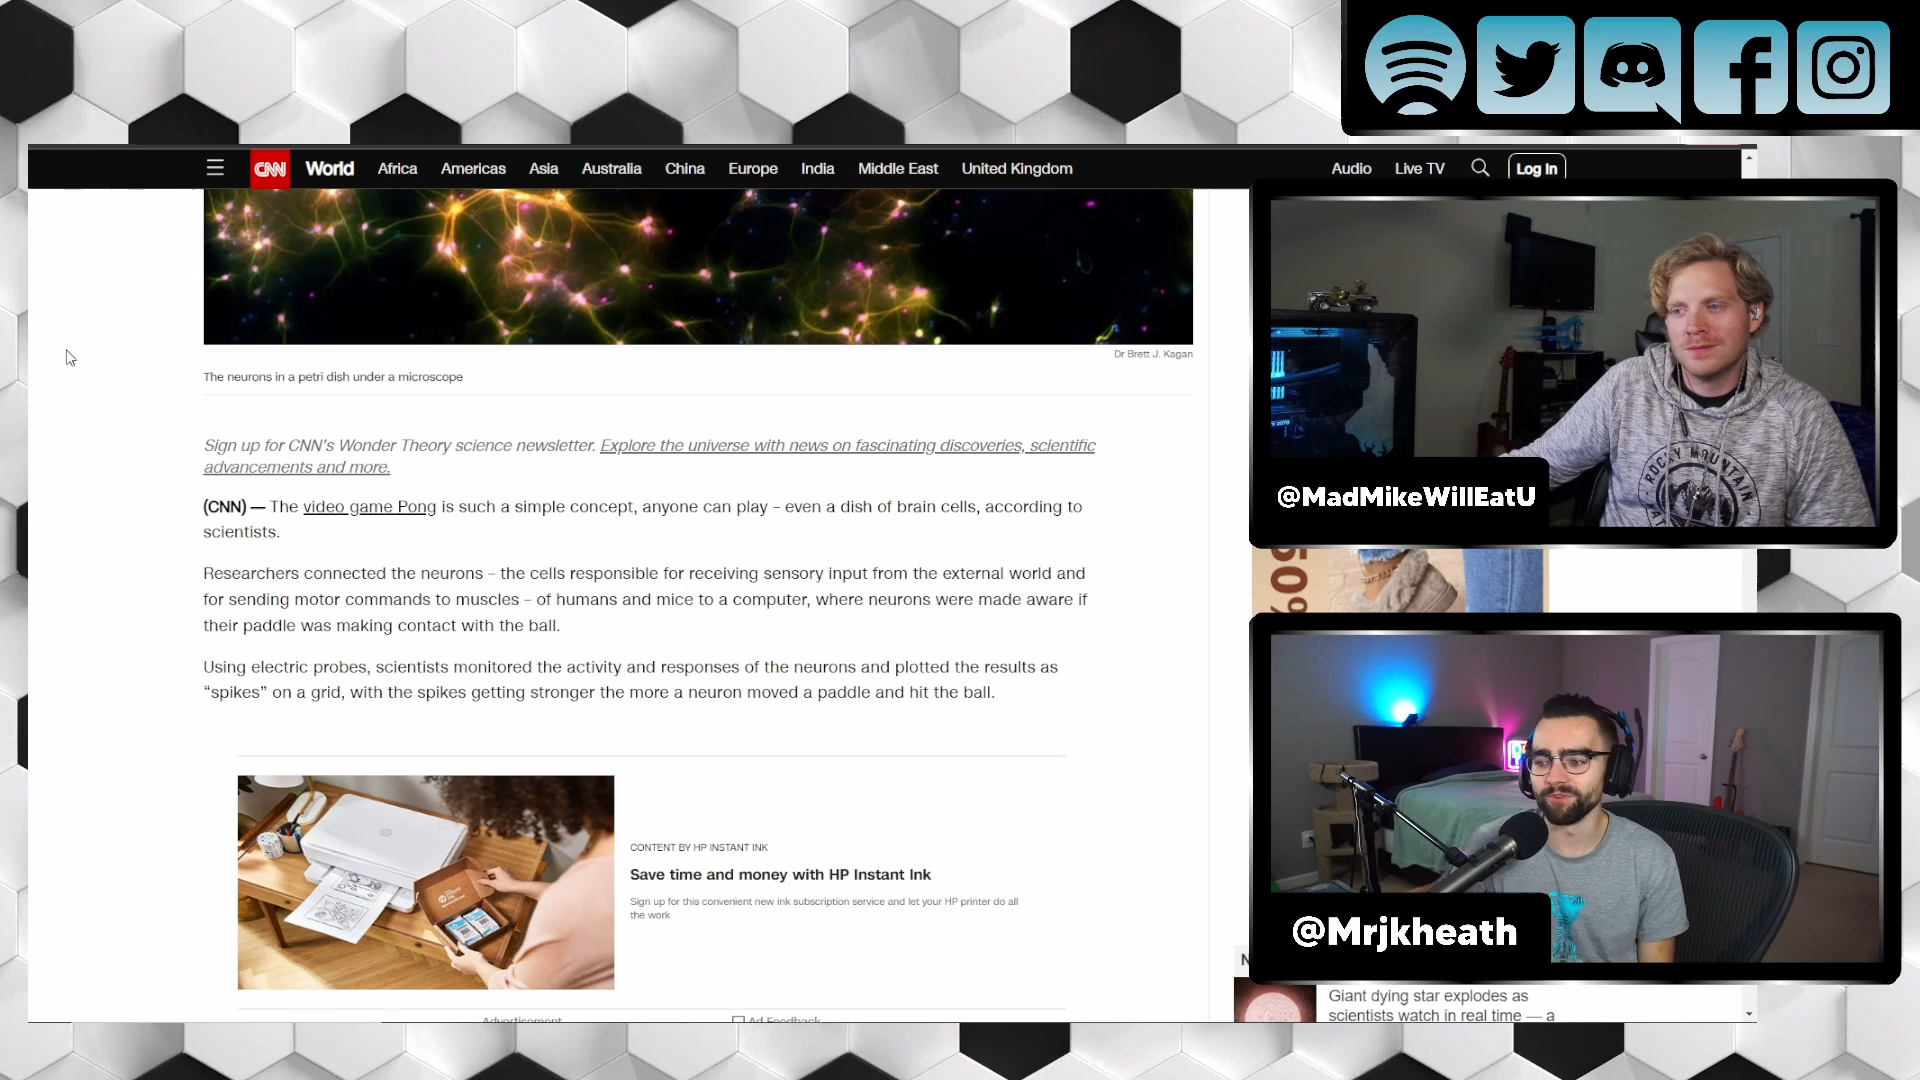 CNN World Africa Americas Asia Australia China Europe India Middle East United Kingdom Audio Live TV Log In
Dr Brett J. Kagan
The neurons in a petri dish under a microscope
Sign up for CNN's Wonder Theory science newsletter. Explore the universe with news on fascinating discoveries, scientific
advancements and more.
(CNN) — The video game Pong is such a simple concept, anyone can play – even a dish of brain cells, according to
scientists.
Researchers connected the neurons – the cells responsible for receiving sensory input from the external world and
for sending motor commands to muscles – of humans and mice to a computer, where neurons were made aware if
their paddle was making contact with the ball.
Using electric probes, scientists monitored the activity and responses of the neurons and plotted the results as
“spikes” on a grid, with the spikes getting stronger the more a neuron moved a paddle and hit the ball.
CONTENT BY HP INSTANT INK
Save time and money with HP Instant Ink
Sign up for this convenient new ink subscription service and let your HP printer do all
the work
Advertisement
Ad Feedback
ROCKY MOUNTAIN
@MadMikeWillEatU
@Mrjkheath
Giant dying star explodes as
scientists watch in real time — a